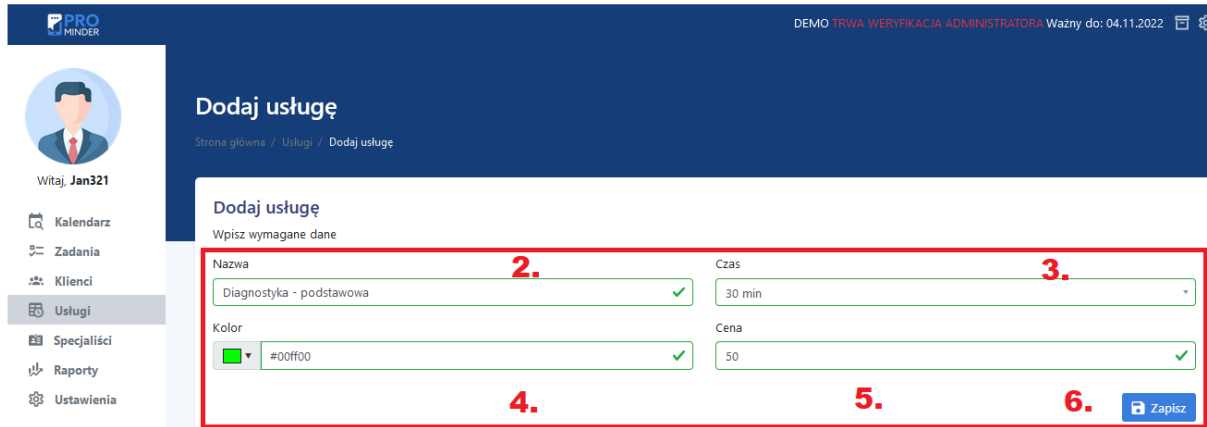 PRO
MINDER
DEMO TRWA WERYFIKACJA ADMINISTRATORA Ważny do: 04.11.2022
Witaj, Jan321
Kalendarz
Zadania
Klienci
Usługi
Specjaliści
Raporty
Ustawienia
Dodaj usługę
Strona główna / Usługi / Dodaj usługę
Dodaj usługę
Wpisz wymagane dane
Nazwa 2.
Diagnostyka - podstawowa
Czas 3.
30 min
Kolor
#00ff00
Cena
50
4. 5. 6. Zapisz